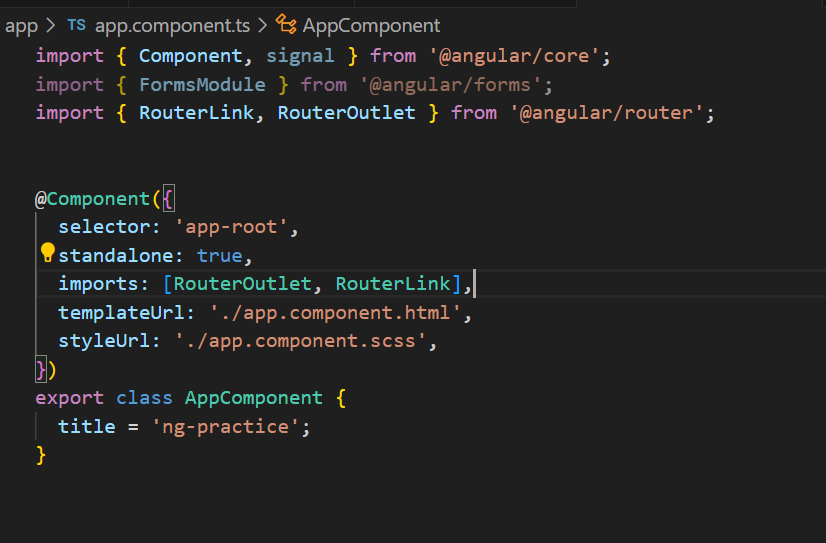 app > TS app.component.ts > AppComponent
import { Component, signal } from '@angular/core';
import { FormsModule } from '@angular/forms';
import { RouterLink, RouterOutlet } from '@angular/router';
@Component({
selector: 'app-root',
standalone: true,
imports: [RouterOutlet, RouterLink],
templateUrl: './app.component.html',
styleUrl: './app.component.scss',
})
export class AppComponent {
title = 'ng-practice';
}